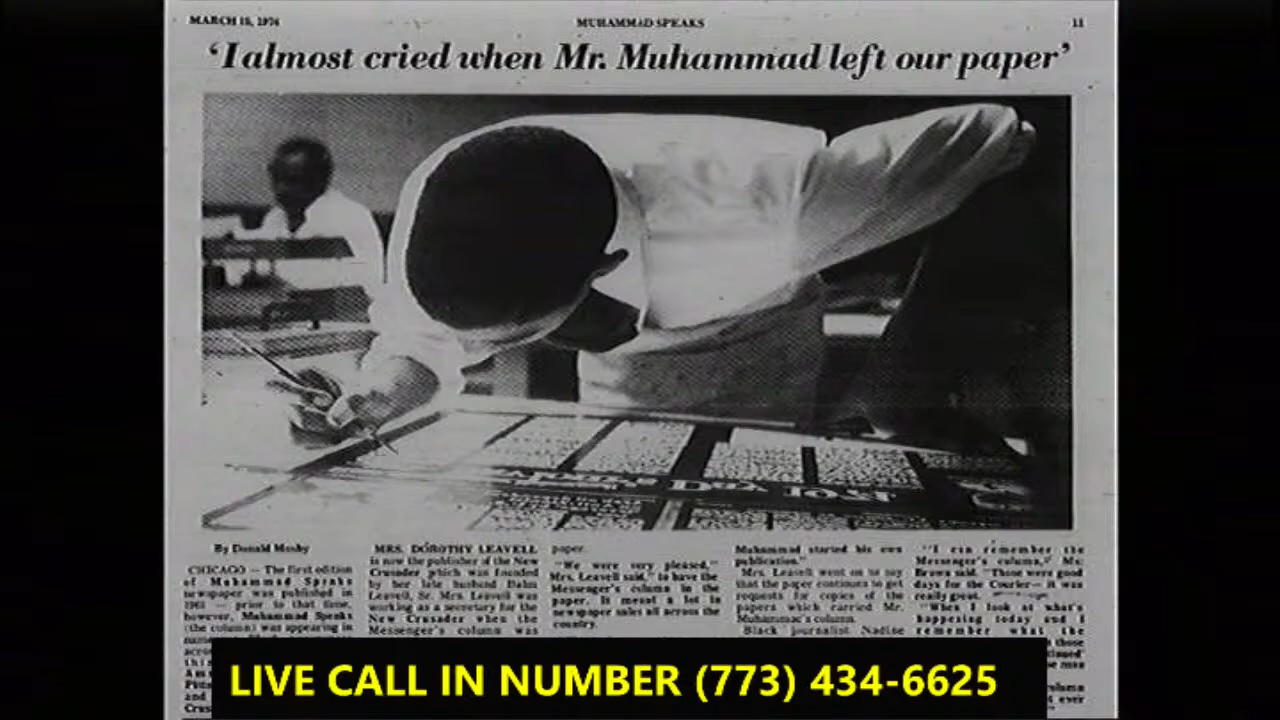 MARCH 15, 1974
MUHAMMAD SPEAKS
11
'I almost cried when Mr. Muhammad left our paper'
By Donald Mosby
CHICAGO — The first edition
of Muhammad Speaks
newspaper was published in
1961 — prior to that time,
however, Muhammad Speaks
(the column) was appearing in
MRS. DOROTHY LEAVELL
is now the publisher of the New
Crusader which was founded
by her late husband Balm
Leavell, Sr. Mrs. Leavell was
working as a secretary for the
New Crusader when the
Messenger's column was
paper.
"We were very pleased,"
Mrs. Leavell said, "to have the
Messenger's column in the
paper. It meant a lot in
newspaper sales all across the
country.
Muhammad started his own
publication."
Mrs. Leavell went on to say
that the paper continues to get
requests for copies of the
papers which carried Mr.
Muhammad's column.
Black journalist Nadine
"I can remember the
Messenger's column," Ms.
Brown said. "Those were good
days for the Courier — it was
really great.
"When I look at what's
happening today and I
remember what the
those
LIVE CALL IN NUMBER (773) 434-6625